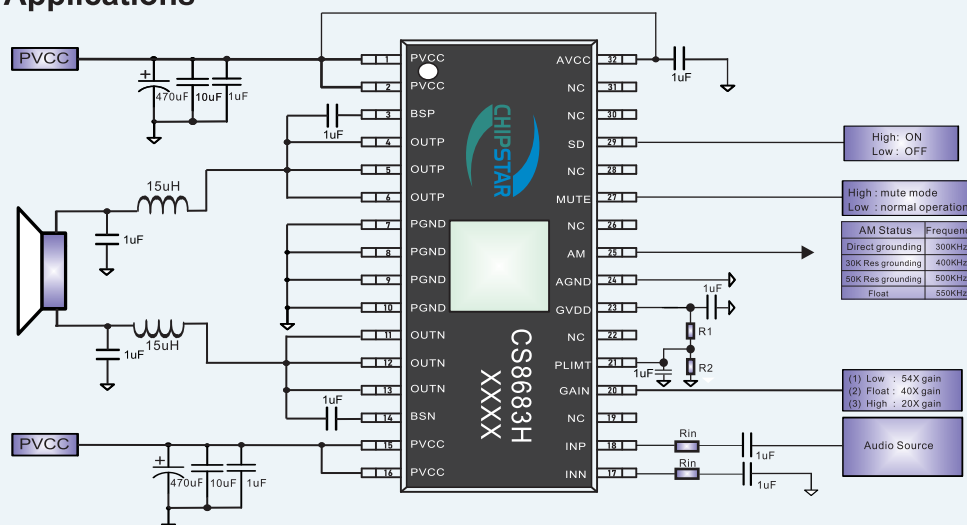 Applications
PVCC
470uF
10uF
1uF
1uF
15uH
1uF
1uF
15uH
1uF
PVCC
470uF
10uF
1uF
1 PVCC
2 PVCC
3 BSP
4 OUTP
5 OUTP
6 OUTP
7 PGND
8 PGND
9 PGND
10 PGND
11 OUTN
12 OUTN
13 OUTN
14 BSN
15 PVCC
16 PVCC
CHIPSTAR
CS8683H
XXXX
AVCC 32
NC 31
NC 30
SD 29
NC 28
MUTE 27
NC 26
AM 25
AGND 24
GVDD 23
NC 22
PLIMT 21
GAIN 20
NC 19
INP 18
INN 17
1uF
1uF
R1
R2
1uF
Rin
1uF
Rin
1uF
High: ON
Low : OFF
High : mute mode
Low : normal operation
AM Status Frequenc
Direct grounding 300KHz
30K Res grounding 400KHz
50K Res grounding 500KHz
Float 550KHz
(1) Low : 54X gain
(2) Float : 40X gain
(3) High : 20X gain
Audio Source